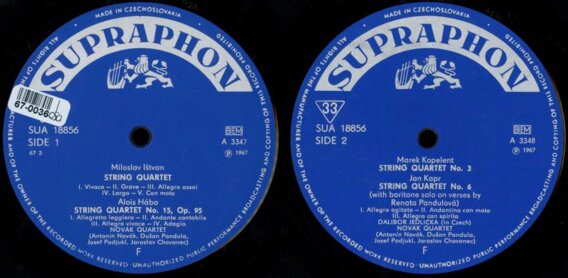 MADE IN CZECHOSLOVAKIA
ALL RIGHTS OF THE MANUFACTURER AND OF THE OWNER OF THE RECORDED WORK RESERVED · UNAUTHORIZED PUBLIC PERFORMANCE BROADCASTING AND COPYING OF THIS RECORD PROHIBITED
SUPRAPHON
67-003600
SUA 18856
BIEM
SIDE 1
A 3347
67 2
℗ 1967
Miloslav Ištvan
STRING QUARTET
I. Vivace – II. Grave – III. Allegro assai
IV. Largo – V. Con moto
Alois Hába
STRING QUARTET No. 15, Op. 95
I. Allegretto leggiero – II. Andante cantabile
III. Allegro vivace – IV. Adagio
NOVÁK QUARTET
(Antonín Novák, Dušan Pandula,
Josef Podjukl, Jaroslav Chovanec)
F
MADE IN CZECHOSLOVAKIA
ALL RIGHTS OF THE MANUFACTURER AND OF THE OWNER OF THE RECORDED WORK RESERVED · UNAUTHORIZED PUBLIC PERFORMANCE BROADCASTING AND COPYING OF THIS RECORD PROHIBITED
SUPRAPHON
33
SUA 18856
BIEM
SIDE 2
A 3348
℗ 1967
Marek Kopelent
STRING QUARTET No. 3
Jan Kapr
STRING QUARTET No. 6
(with baritone solo on verses by
Renata Pandulová)
I. Allegro agitato – II. Andantino con moto
III. Allegro con spirito
DALIBOR JEDLIČKA (in Czech)
NOVÁK QUARTET
(Antonín Novák, Dušan Pandula,
Josef Podjukl, Jaroslav Chovanec)
F